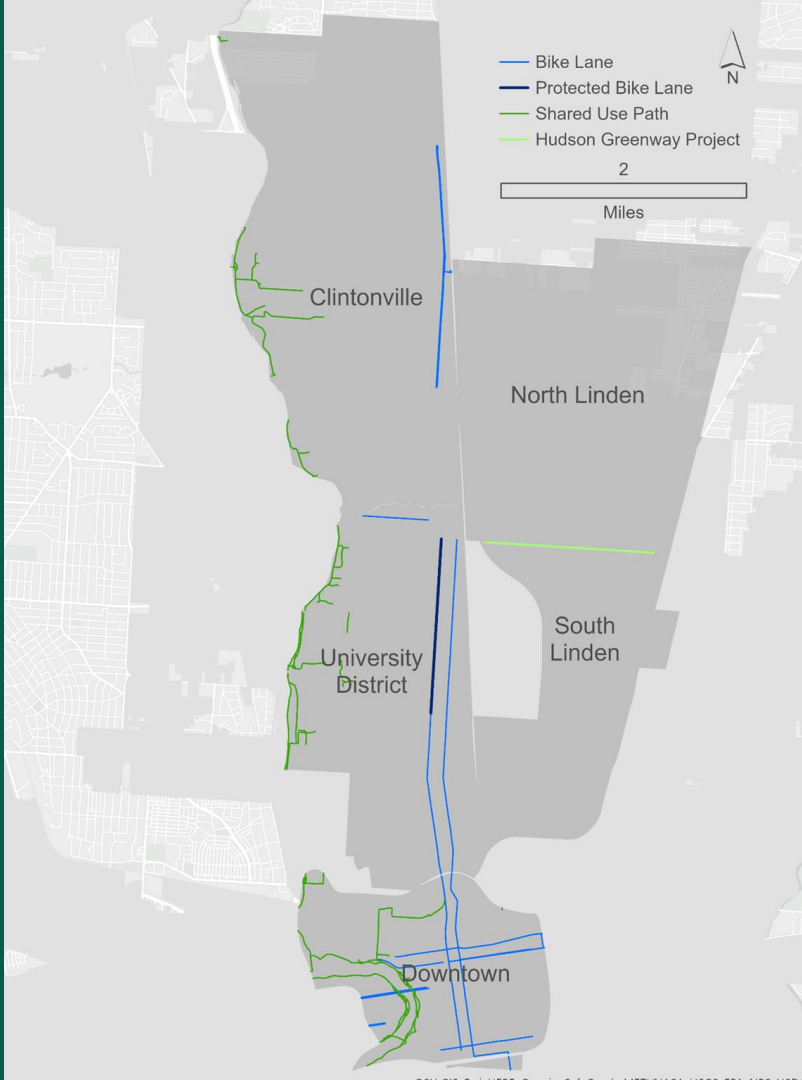 Bike Lane
Protected Bike Lane
Shared Use Path
Hudson Greenway Project
N
2
Miles
Clintonville
North Linden
South
Linden
University
District
Downtown